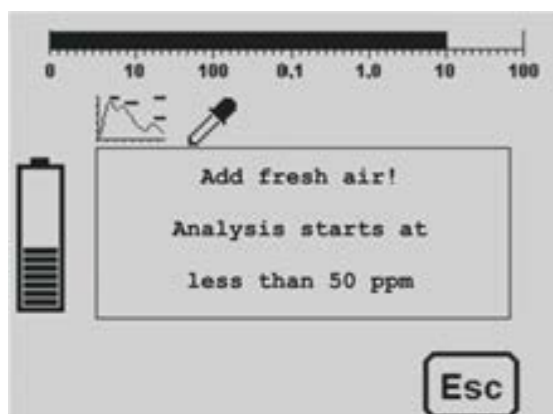 0 10 100 0,1 1,0 10 100
Add fresh air!
Analysis starts at
less than 50 ppm
Esc